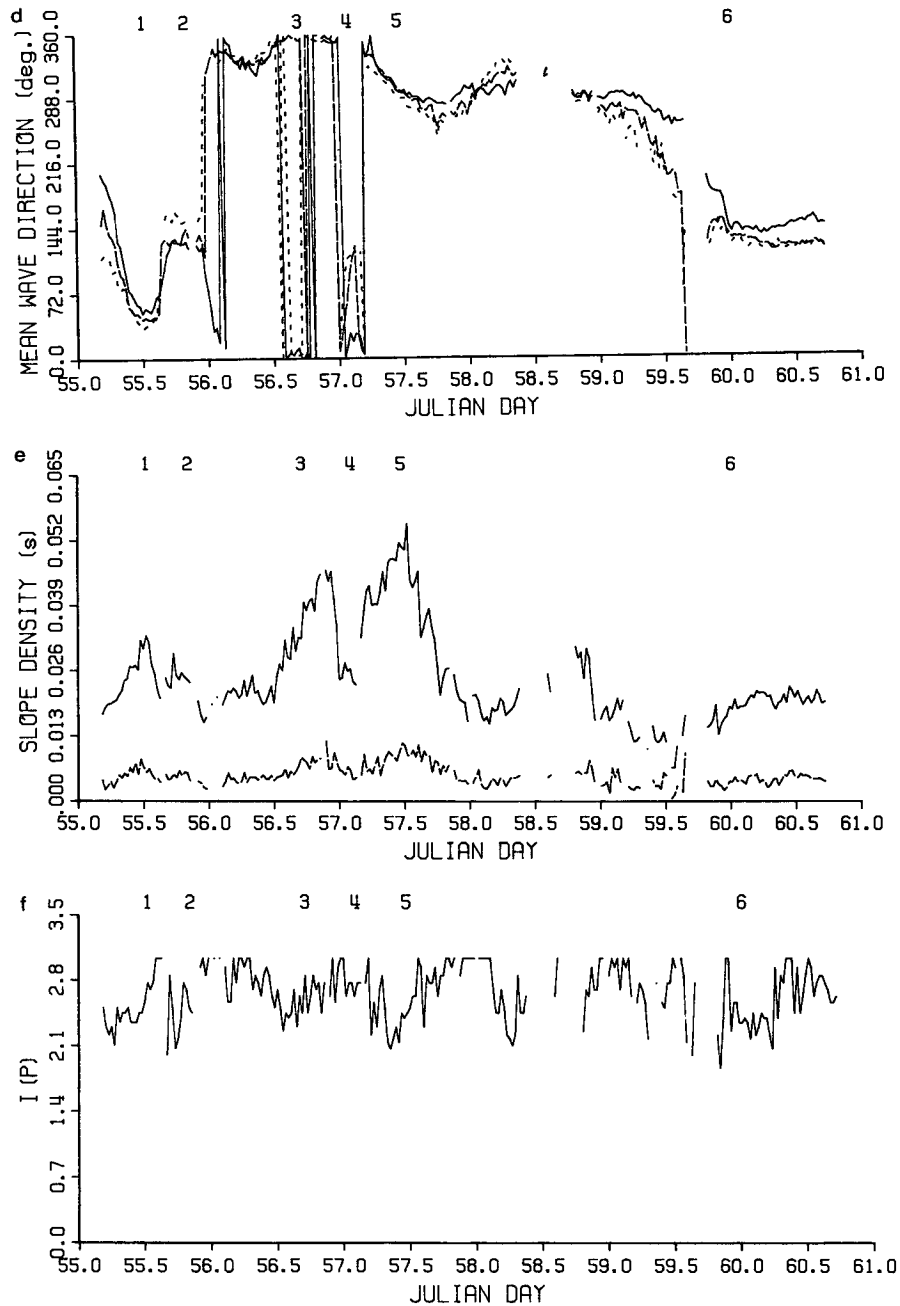 d
1 2 3 4 5 6
MEAN WAVE DIRECTION (deg.)
360.0
288.0
216.0
144.0
72.0
0.0
55.0 55.5 56.0 56.5 57.0 57.5 58.0 58.5 59.0 59.5 60.0 60.5 61.0
JULIAN DAY
e
1 2 3 4 5 6
SLOPE DENSITY (s)
0.065
0.052
0.039
0.026
0.013
.000
55.0 55.5 56.0 56.5 57.0 57.5 58.0 58.5 59.0 59.5 60.0 60.5 61.0
JULIAN DAY
f
1 2 3 4 5 6
I(P)
3.5
2.8
2.1
1.4
0.7
0.0
55.0 55.5 56.0 56.5 57.0 57.5 58.0 58.5 59.0 59.5 60.0 60.5 61.0
JULIAN DAY